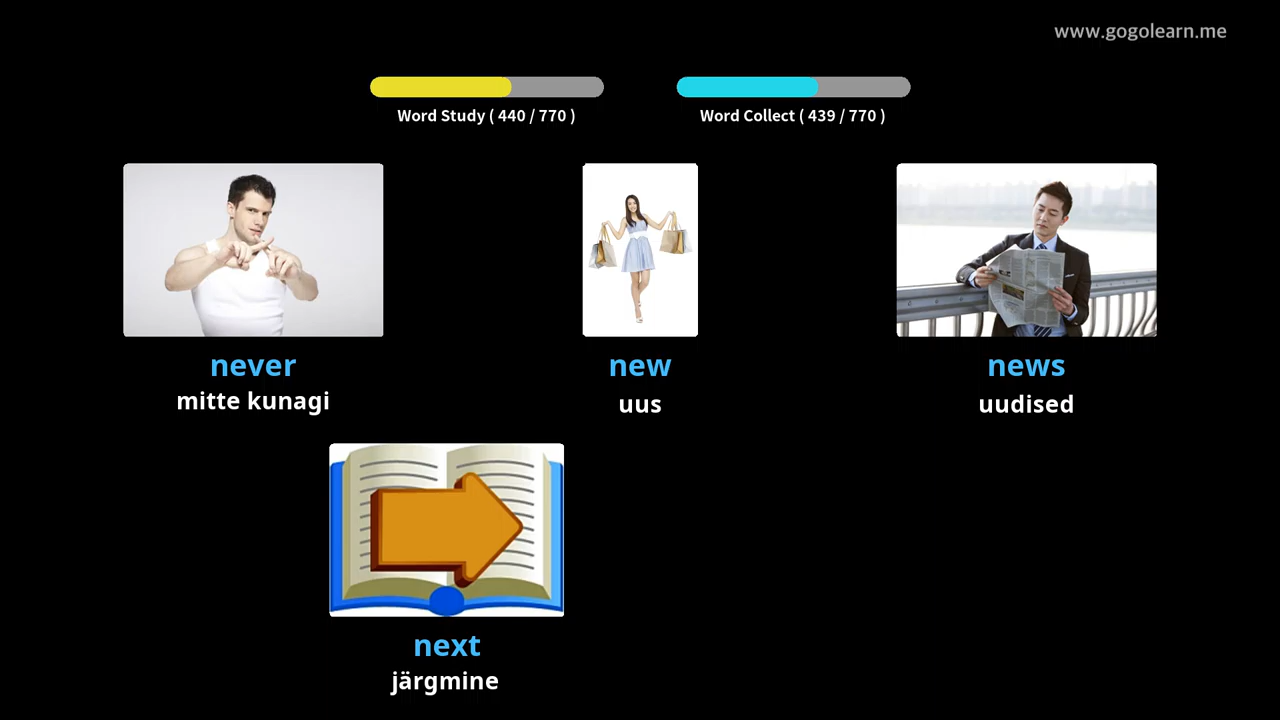 www.gogolearn.me
Word Study ( 440 / 770 )
Word Collect ( 439 / 770 )
never
mitte kunagi
new
uus
news
uudised
next
järgmine